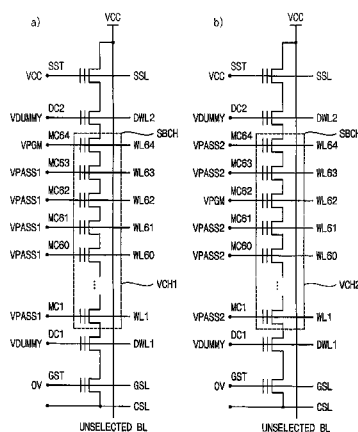 a)
VCC
SST
VCC
SSL
DC2
VDUMMY
DWL2
SBCH
MC64
VPGM
WL64
MC63
VPASS1
WL63
MC62
VPASS1
WL62
MC61
VPASS1
WL61
MC60
VPASS1
WL60
VCH1
MC1
VPASS1
WL1
DC1
VDUMMY
DWL1
GST
0V
GSL
CSL
UNSELECTED BL
b)
VCC
SST
VCC
SSL
DC2
VDUMMY
DWL2
SBCH
MC64
VPASS2
WL64
MC63
VPASS2
WL63
MC62
VPGM
WL62
MC61
VPASS2
WL61
MC60
VPASS2
WL60
VCH2
MC1
VPASS2
WL1
DC1
VDUMMY
DWL1
GST
0V
GSL
CSL
UNSELECTED BL